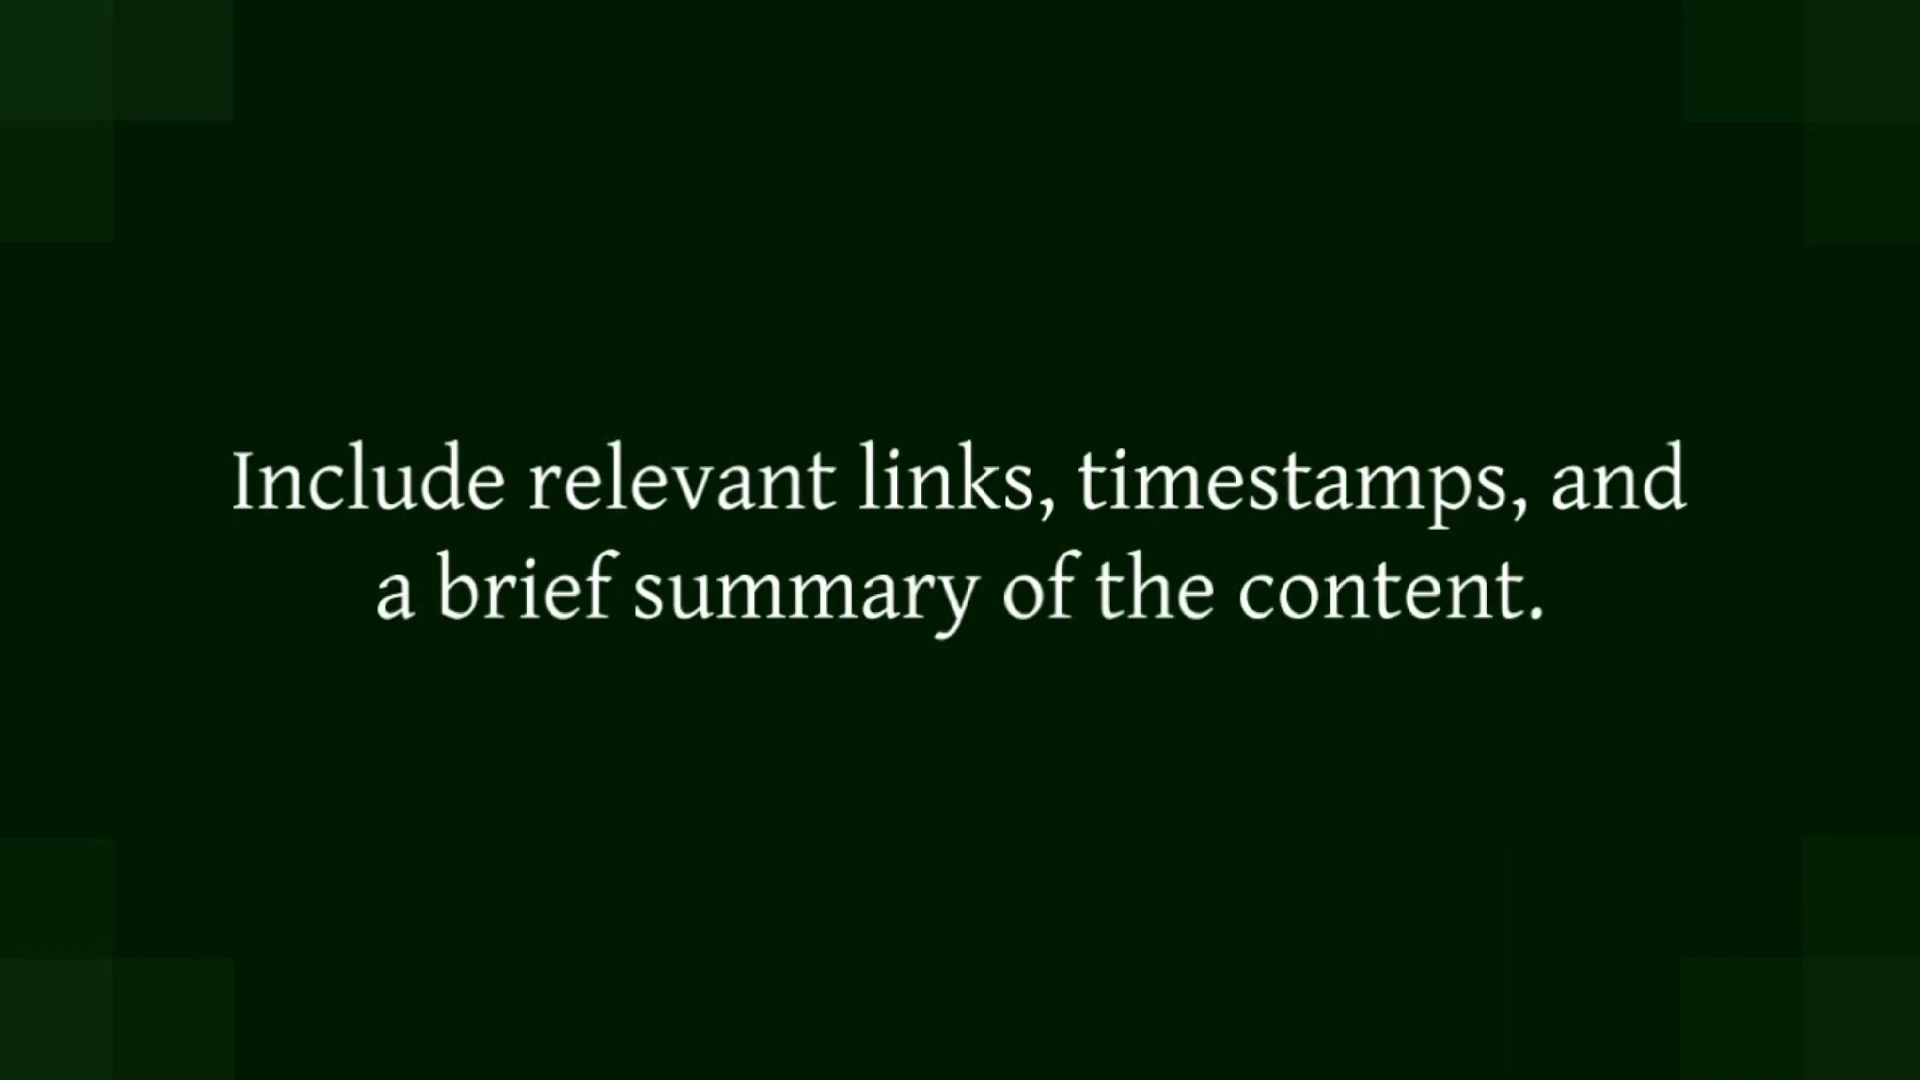 Include relevant links, timestamps, and
a brief summary of the content.